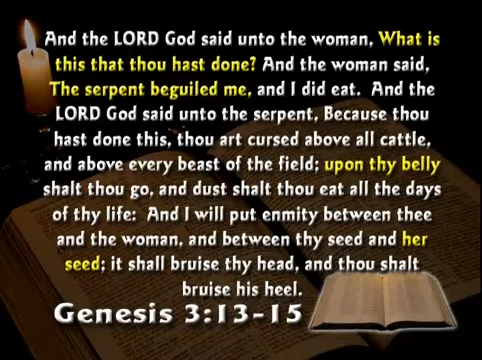 And the LORD God said unto the woman, What is
this that thou hast done? And the woman said,
The serpent beguiled me, and I did eat. And the
LORD God said unto the serpent, Because thou
hast done this, thou art cursed above all cattle,
and above every beast of the field; upon thy belly
shalt thou go, and dust shalt thou eat all the days
of thy life: And I will put enmity between thee
and the woman, and between thy seed and her
seed; it shall bruise thy head, and thou shalt
bruise his heel.
Genesis 3:13-15